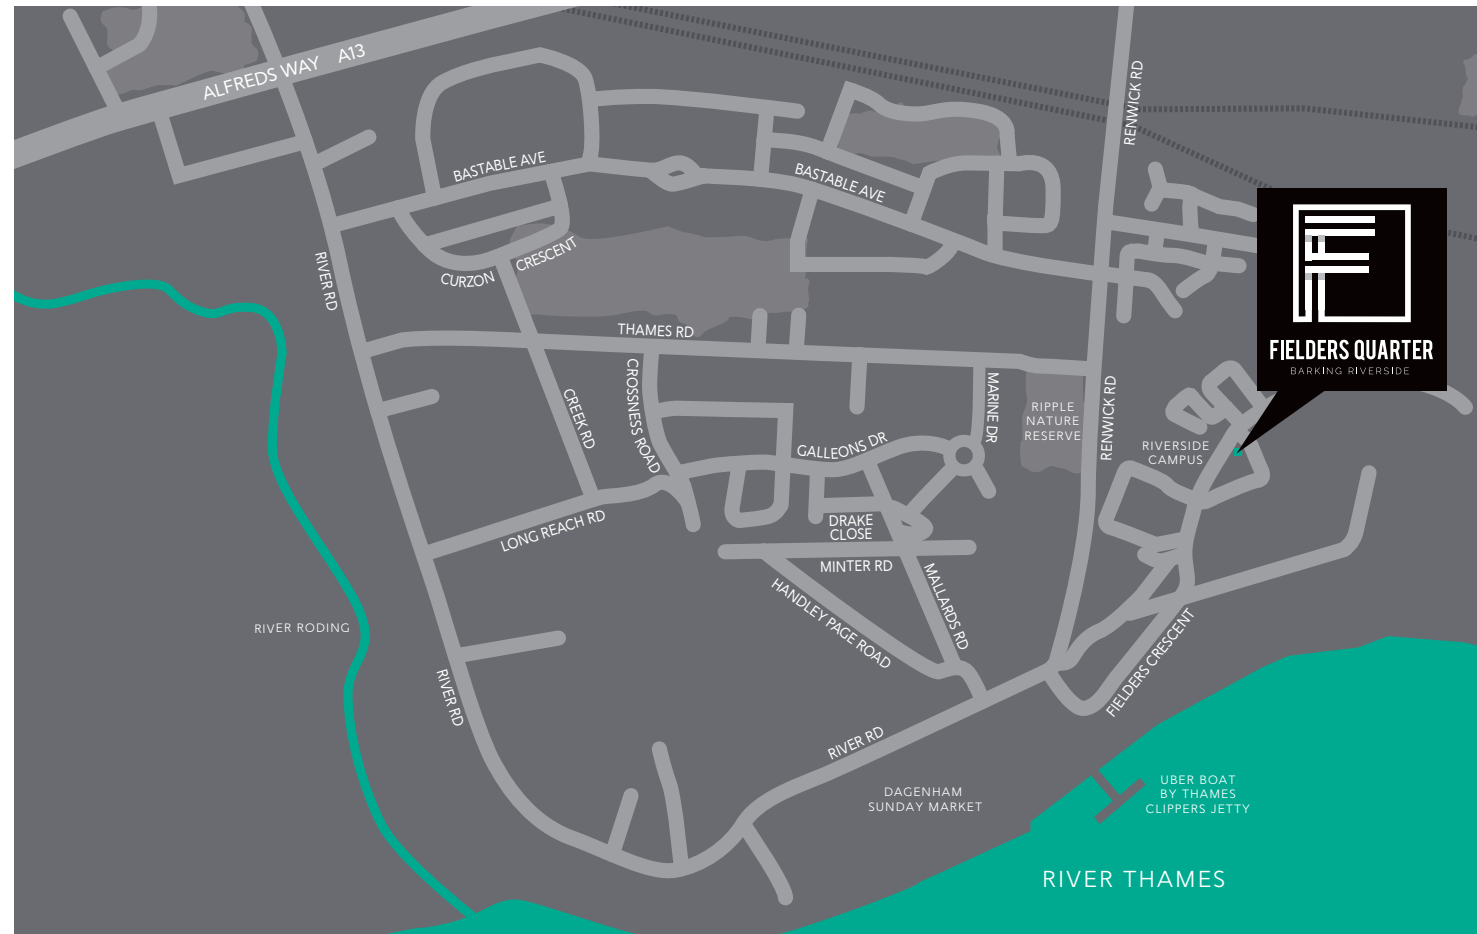 ALFREDS WAY A13
RENWICK RD
BASTABLE AVE
BASTABLE AVE
RIVER RD
CURZON
CRESCENT
THAMES RD
FIELDERS QUARTER
BARKING RIVERSIDE
CROSSNESS ROAD
CREEK RD
MARINE DR
RIPPLE
NATURE
RESERVE
RENWICK RD
RIVERSIDE
CAMPUS
GALLEONS DR
LONG REACH RD
DRAKE
CLOSE
MINTER RD
MALLARDS RD
HANDLEY PAGE ROAD
RIVER RODING
FIELDERS CRESCENT
RIVER RD
RIVER RD
DAGENHAM
SUNDAY MARKET
UBER BOAT
BY THAMES
CLIPPERS JETTY
RIVER THAMES